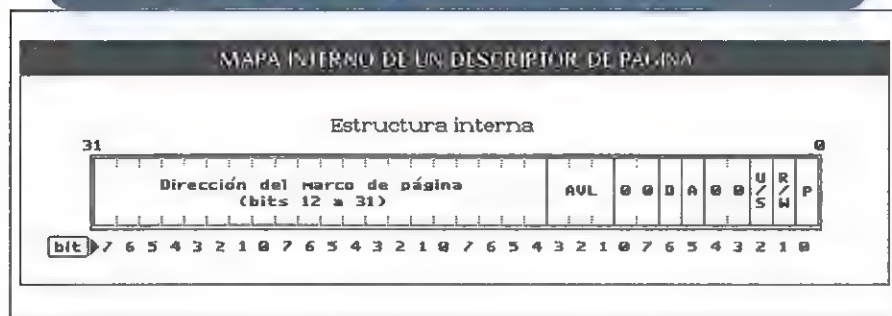 MAPA INTERNO DE UN DESCRIPTOR DE PAGINA
Estructura interna
31 0
Dirección del marco de página
(bits 12 a 31)
AVL 0 0 D A 0 0 U/S R/W P
bit 7 6 5 4 3 2 1 0 7 6 5 4 3 2 1 0 7 6 5 4 3 2 1 0 7 6 5 4 3 2 1 0